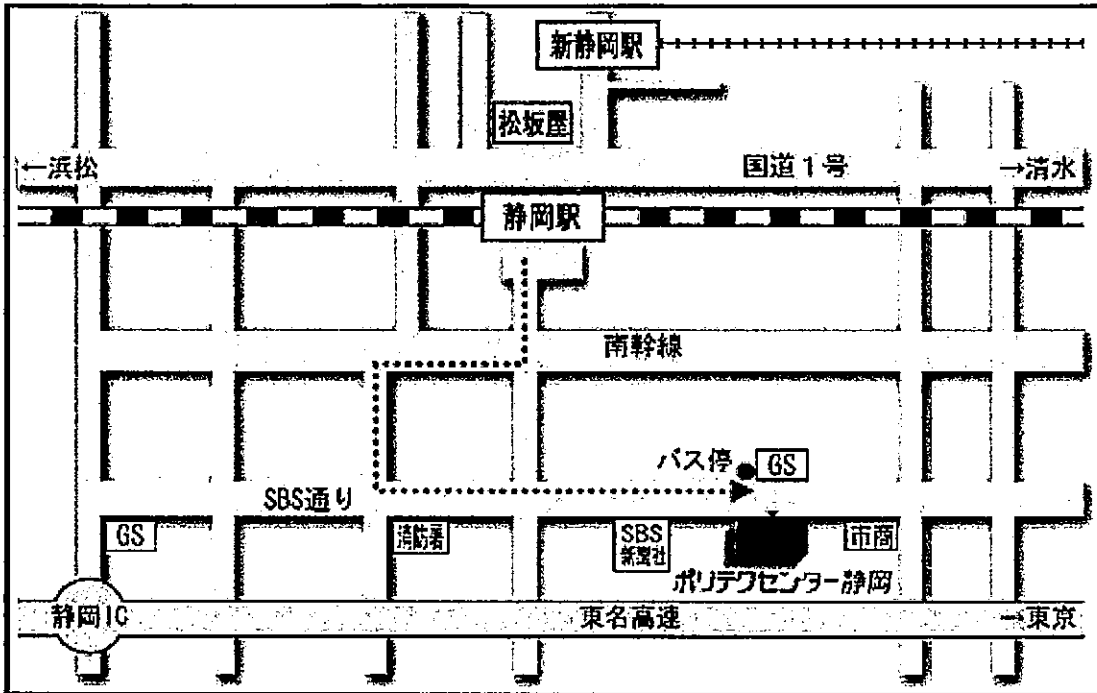 新静岡駅
松坂屋
←浜松
国道1号
→清水
静岡駅
南幹線
バス停
GS
SBS通り
GS
消防署
SBS
新聞社
市商
ポリテクセンター静岡
静岡IC
東名高速
→東京